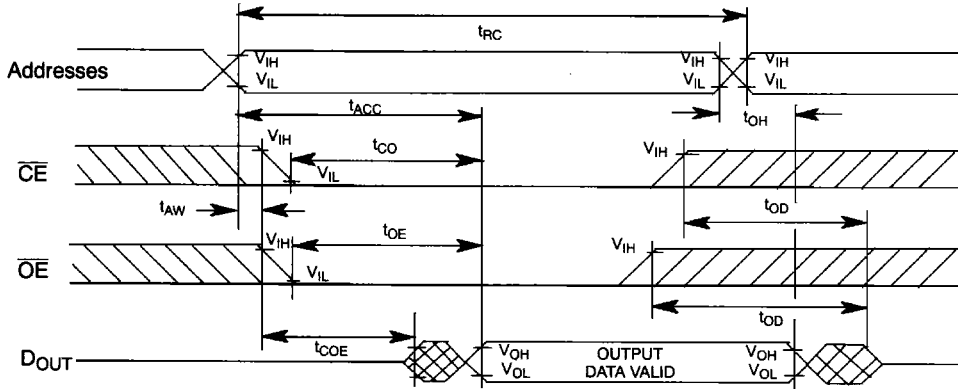 tRC
Addresses
VIH
VIL
VIH
VIL
VIH
VIL
tACC
tOH
CE
VIH
VIL
tCO
VIH
tAW
tOD
OE
VIH
VIL
tOE
VIH
tCOE
tOD
DOUT
VOH
VOL
OUTPUT
DATA VALID
VOH
VOL